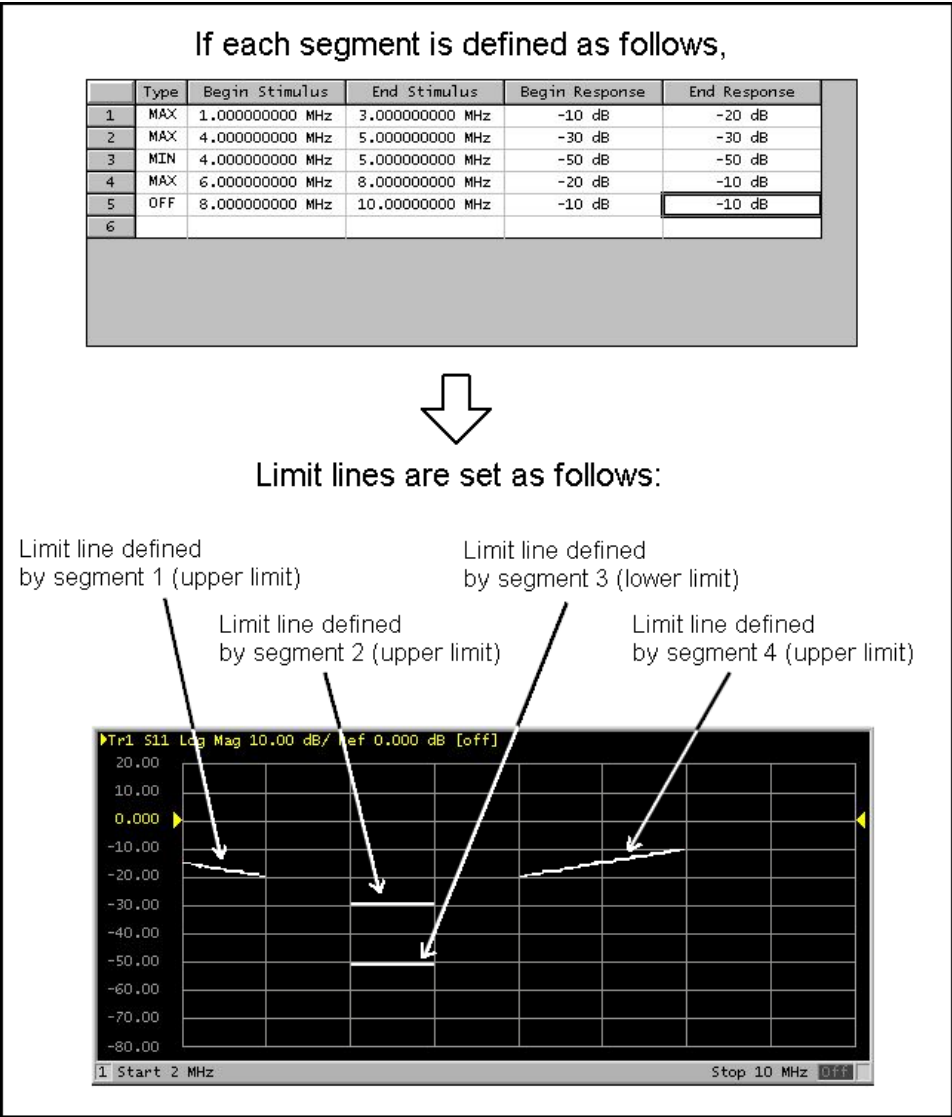 If each segment is defined as follows,
Type Begin Stimulus End Stimulus Begin Response End Response
1 MAX 1.000000000 MHz 3.000000000 MHz -10 dB -20 dB
2 MAX 4.000000000 MHz 5.000000000 MHz -30 dB -30 dB
3 MIN 4.000000000 MHz 5.000000000 MHz -50 dB -50 dB
4 MAX 6.000000000 MHz 8.000000000 MHz -20 dB -10 dB
5 OFF 8.000000000 MHz 10.00000000 MHz -10 dB -10 dB
6
Limit lines are set as follows:
Limit line defined
by segment 1 (upper limit)
Limit line defined
by segment 3 (lower limit)
Limit line defined
by segment 2 (upper limit)
Limit line defined
by segment 4 (upper limit)
Tr1 S11 Log Mag 10.00 dB/ Ref 0.000 dB [off]
20.00
10.00
0.000
-10.00
-20.00
-30.00
-40.00
-50.00
-60.00
-70.00
-80.00
1 Start 2 MHz Stop 10 MHz Off